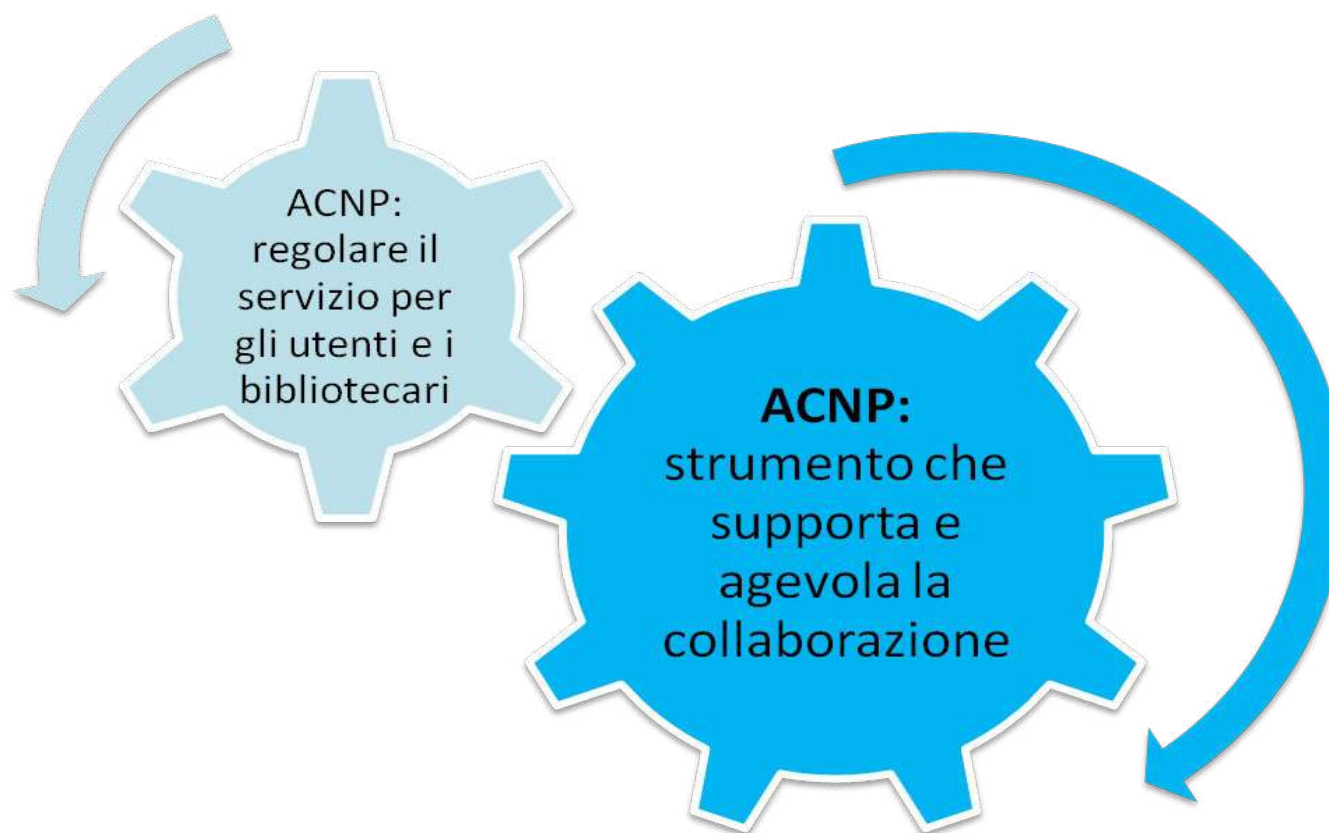 ACNP:
regolare il
servizio per
gli utenti e i
bibliotecari
ACNP:
strumento che
supporta e
agevola la
collaborazione